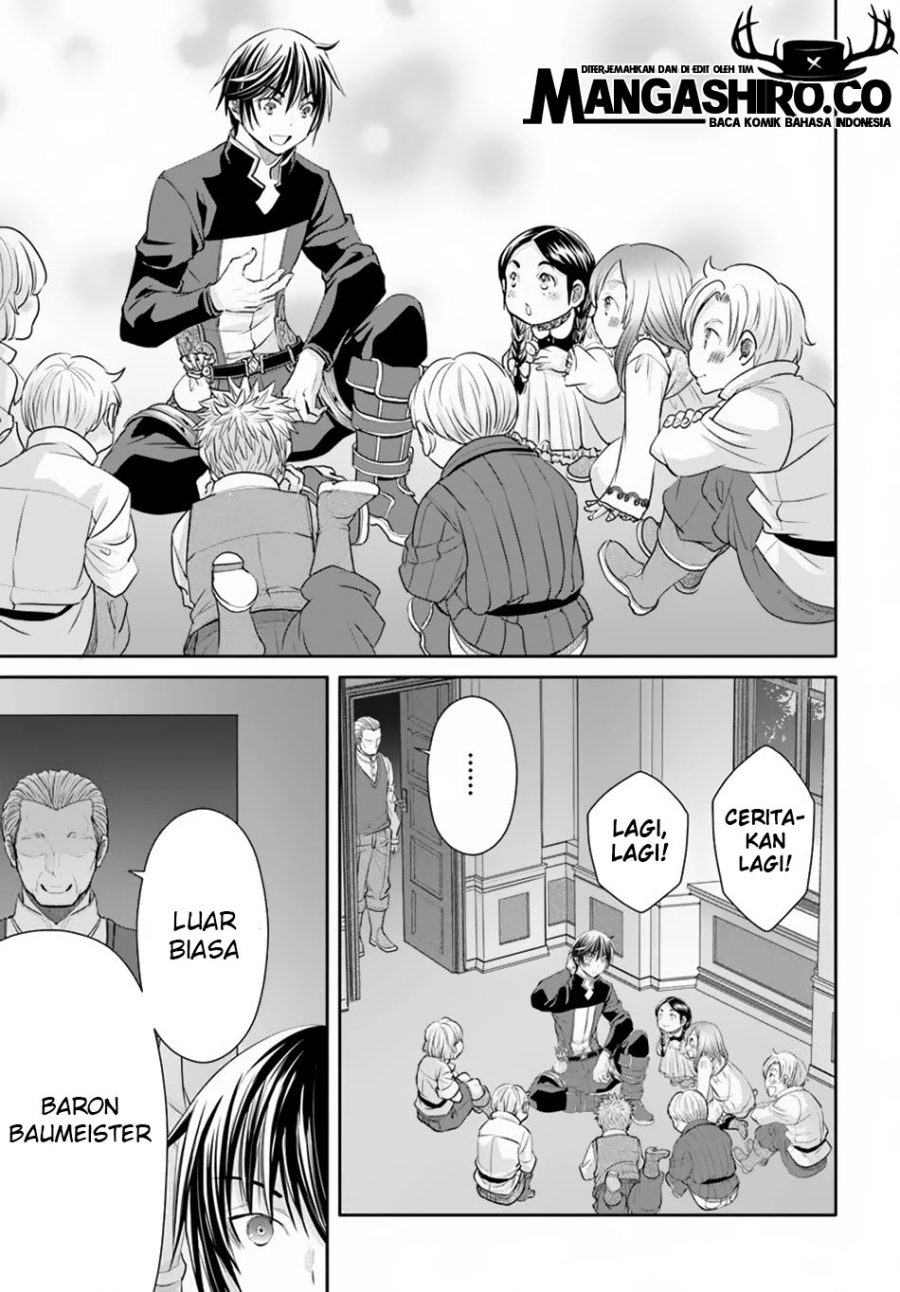 DITERJEMAHKAN DAN DI EDIT OLEH TIM
MANGASHIRO.CO
BACA KOMIK BAHASA INDONESIA
CERITA-
KAN
LAGI!
LAGI,
LAGI!
......
LUAR
BIASA
BARON
BAUMEISTER